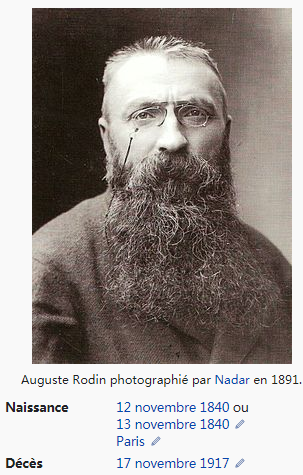 Auguste Rodin photographié par Nadar en 1891.
Naissance 12 novembre 1840 ou
13 novembre 1840
Paris
Décès 17 novembre 1917